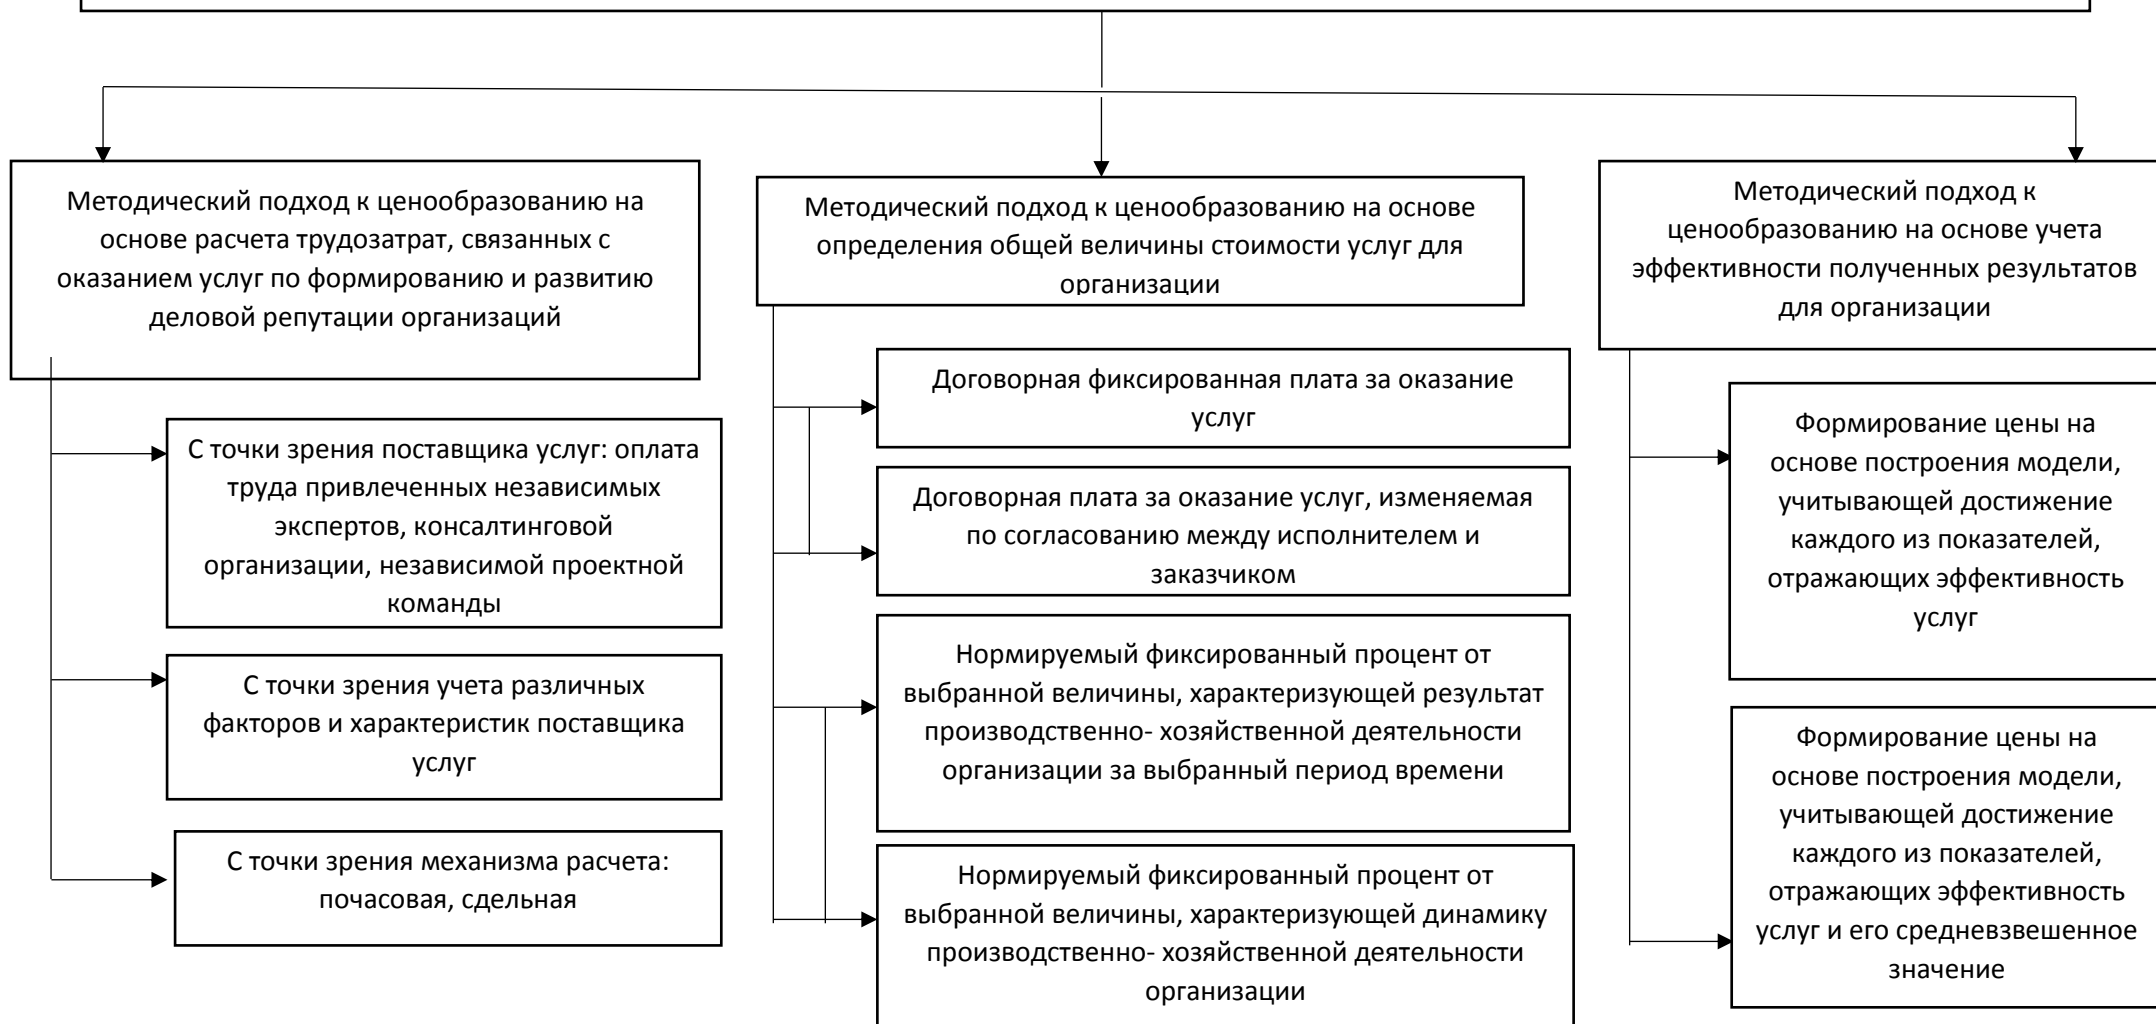 Методический подход к ценообразованию на
основе расчета трудозатрат, связанных с
оказанием услуг по формированию и развитию
деловой репутации организаций
С точки зрения поставщика услуг: оплата
труда привлеченных независимых
экспертов, консалтинговой
организации, независимой проектной
команды
С точки зрения учета различных
факторов и характеристик поставщика
услуг
С точки зрения механизма расчета:
почасовая, сдельная
Методический подход к ценообразованию на основе
определения общей величины стоимости услуг для
организации
Договорная фиксированная плата за оказание
услуг
Договорная плата за оказание услуг, изменяемая
по согласованию между исполнителем и
заказчиком
Нормируемый фиксированный процент от
выбранной величины, характеризующей результат
производственно- хозяйственной деятельности
организации за выбранный период времени
Нормируемый фиксированный процент от
выбранной величины, характеризующей динамику
производственно- хозяйственной деятельности
организации
Методический подход к
ценообразованию на основе учета
эффективности полученных результатов
для организации
Формирование цены на
основе построения модели,
учитывающей достижение
каждого из показателей,
отражающих эффективность
услуг
Формирование цены на
основе построения модели,
учитывающей достижение
каждого из показателей,
отражающих эффективность
услуг и его средневзвешенное
значение